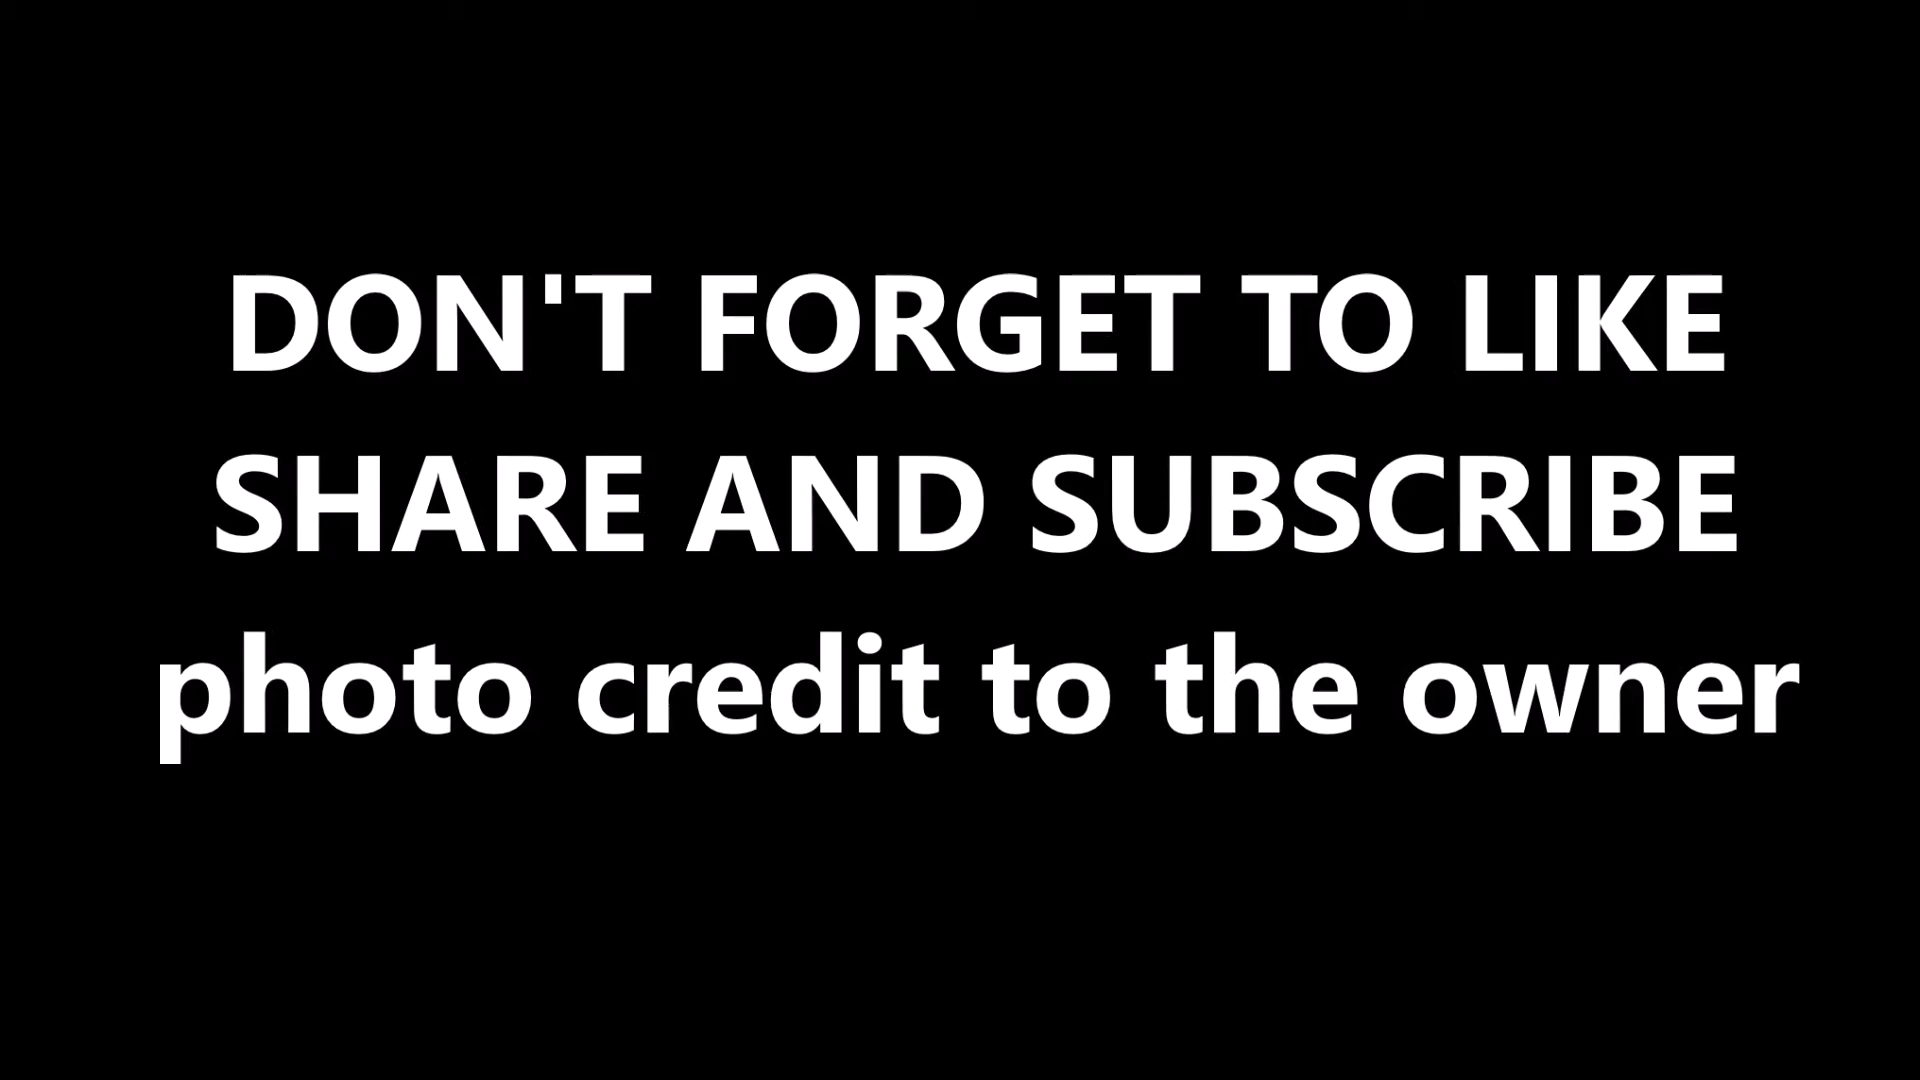 DON'T FORGET TO LIKE
SHARE AND SUBSCRIBE
photo credit to the owner